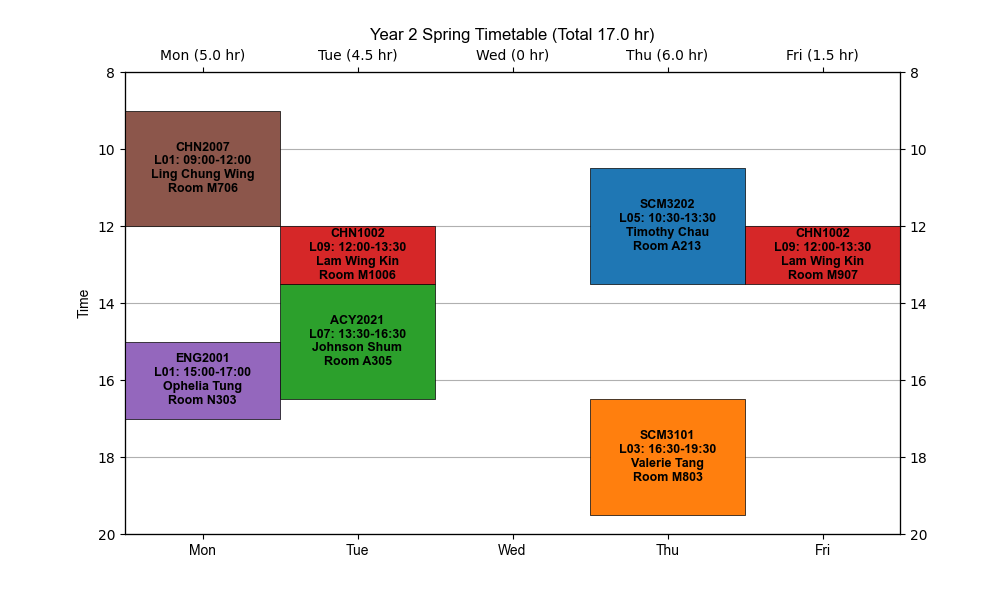 Year 2 Spring Timetable (Total 17.0 hr)
Mon (5.0 hr) Tue (4.5 hr) Wed (0 hr) Thu (6.0 hr) Fri (1.5 hr)
Time
8
10
12
14
16
18
20
CHN2007
L01: 09:00-12:00
Ling Chung Wing
Room M706
ENG2001
L01: 15:00-17:00
Ophelia Tung
Room N303
CHN1002
L09: 12:00-13:30
Lam Wing Kin
Room M1006
ACY2021
L07: 13:30-16:30
Johnson Shum
Room A305
SCM3202
L05: 10:30-13:30
Timothy Chau
Room A213
SCM3101
L03: 16:30-19:30
Valerie Tang
Room M803
CHN1002
L09: 12:00-13:30
Lam Wing Kin
Room M907
8
10
12
14
16
18
20
Mon Tue Wed Thu Fri